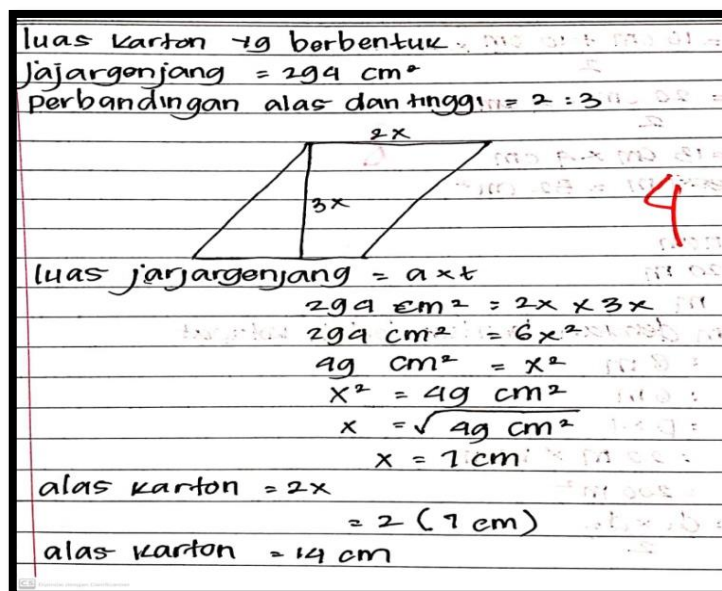 luas karton yg berbentuk
jajargenjang = 294 cm²
perbandingan alas dan tinggi = 2 : 3
2x
3x
4
luas jarjargenjang = a x t
294 cm² = 2x x 3x
294 cm² = 6x²
49 cm² = x²
x² = 49 cm²
x = √49 cm²
x = 7 cm
alas karton = 2x
= 2 (7 cm)
alas karton = 14 cm
CS